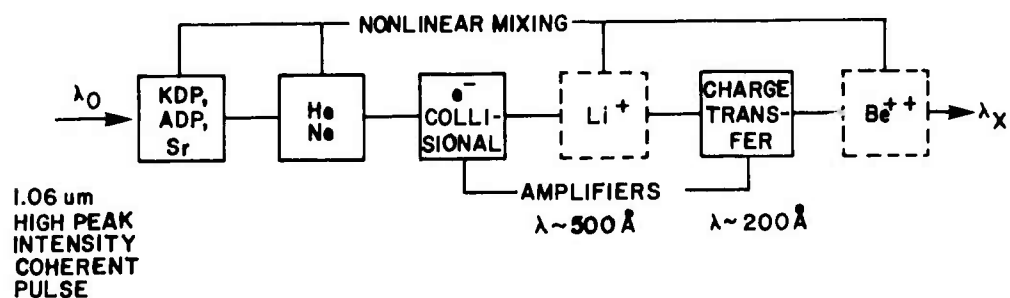 NONLINEAR MIXING
λ0
KDP,
ADP,
Sr
He
Ne
e⁻
COLLI-
SIONAL
Li⁺
CHARGE
TRANS-
FER
Be⁺⁺
λX
AMPLIFIERS
λ~500 Å
λ~200 Å
1.06 um
HIGH PEAK
INTENSITY
COHERENT
PULSE